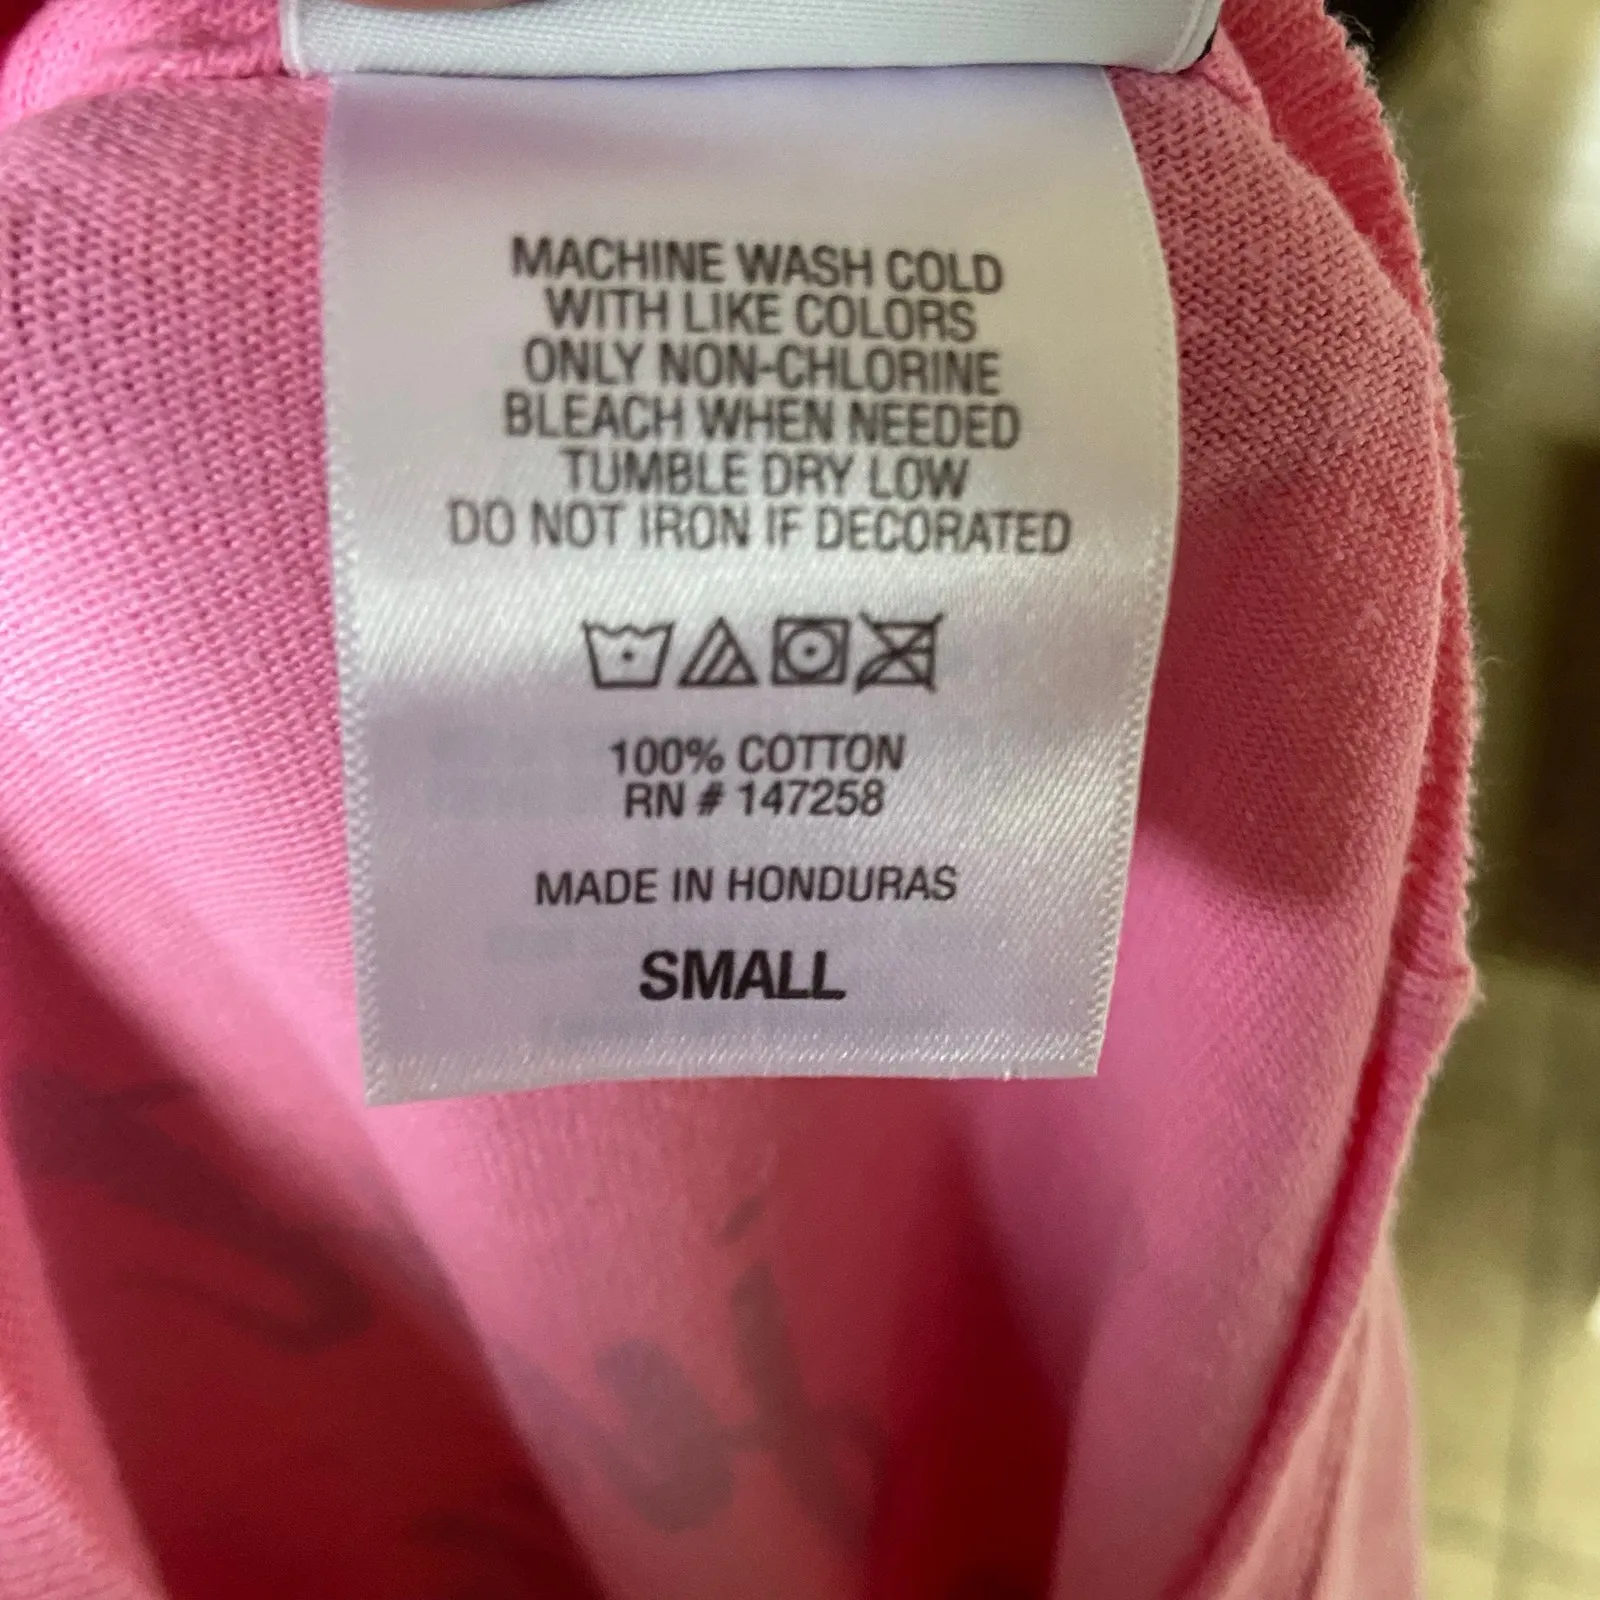 MACHINE WASH COLD
WITH LIKE COLORS
ONLY NON-CHLORINE
BLEACH WHEN NEEDED
TUMBLE DRY LOW
DO NOT IRON IF DECORATED
100% COTTON
RN # 147258
MADE IN HONDURAS
SMALL